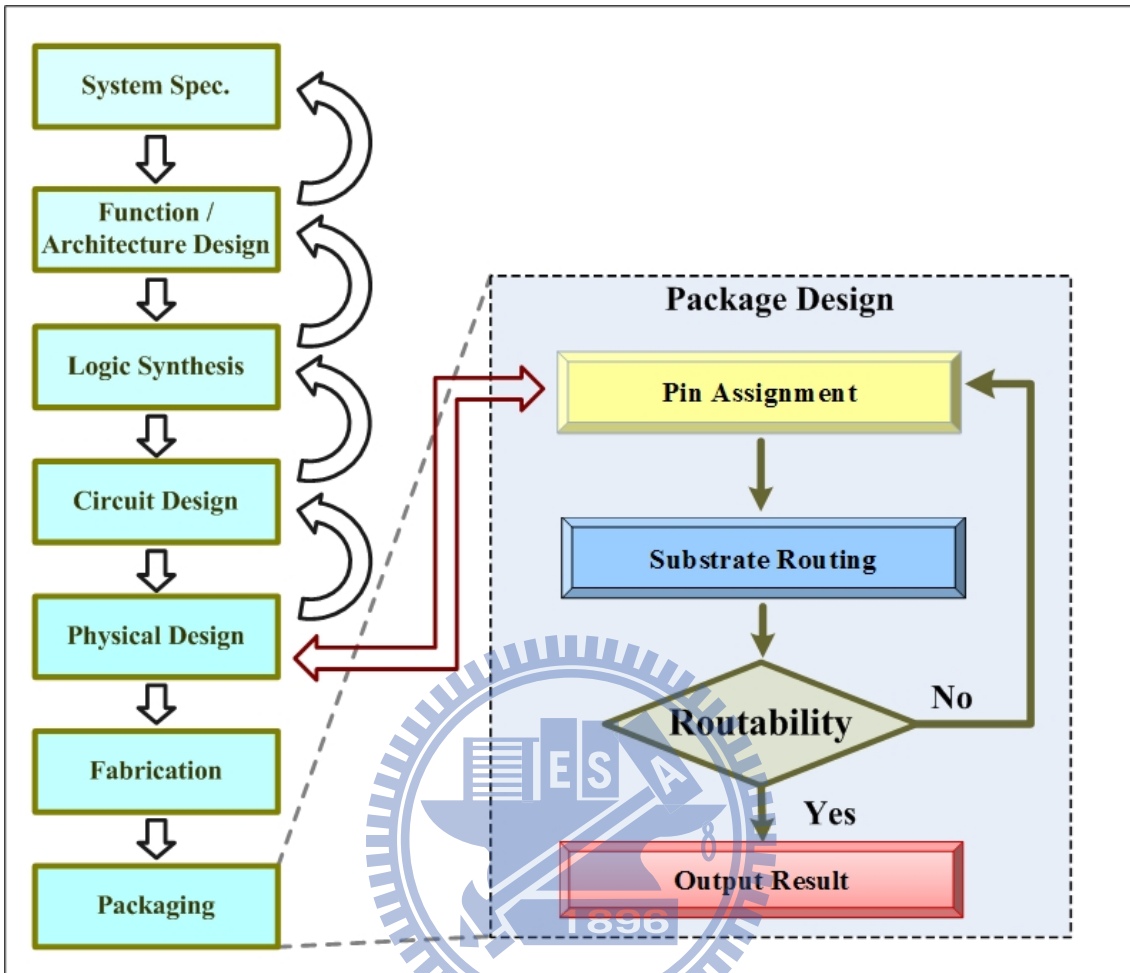 System Spec.
Function /
Architecture Design
Logic Synthesis
Circuit Design
Physical Design
Fabrication
Packaging
Package Design
Pin Assignment
Substrate Routing
Routability
No
Yes
Output Result
E S A
1896